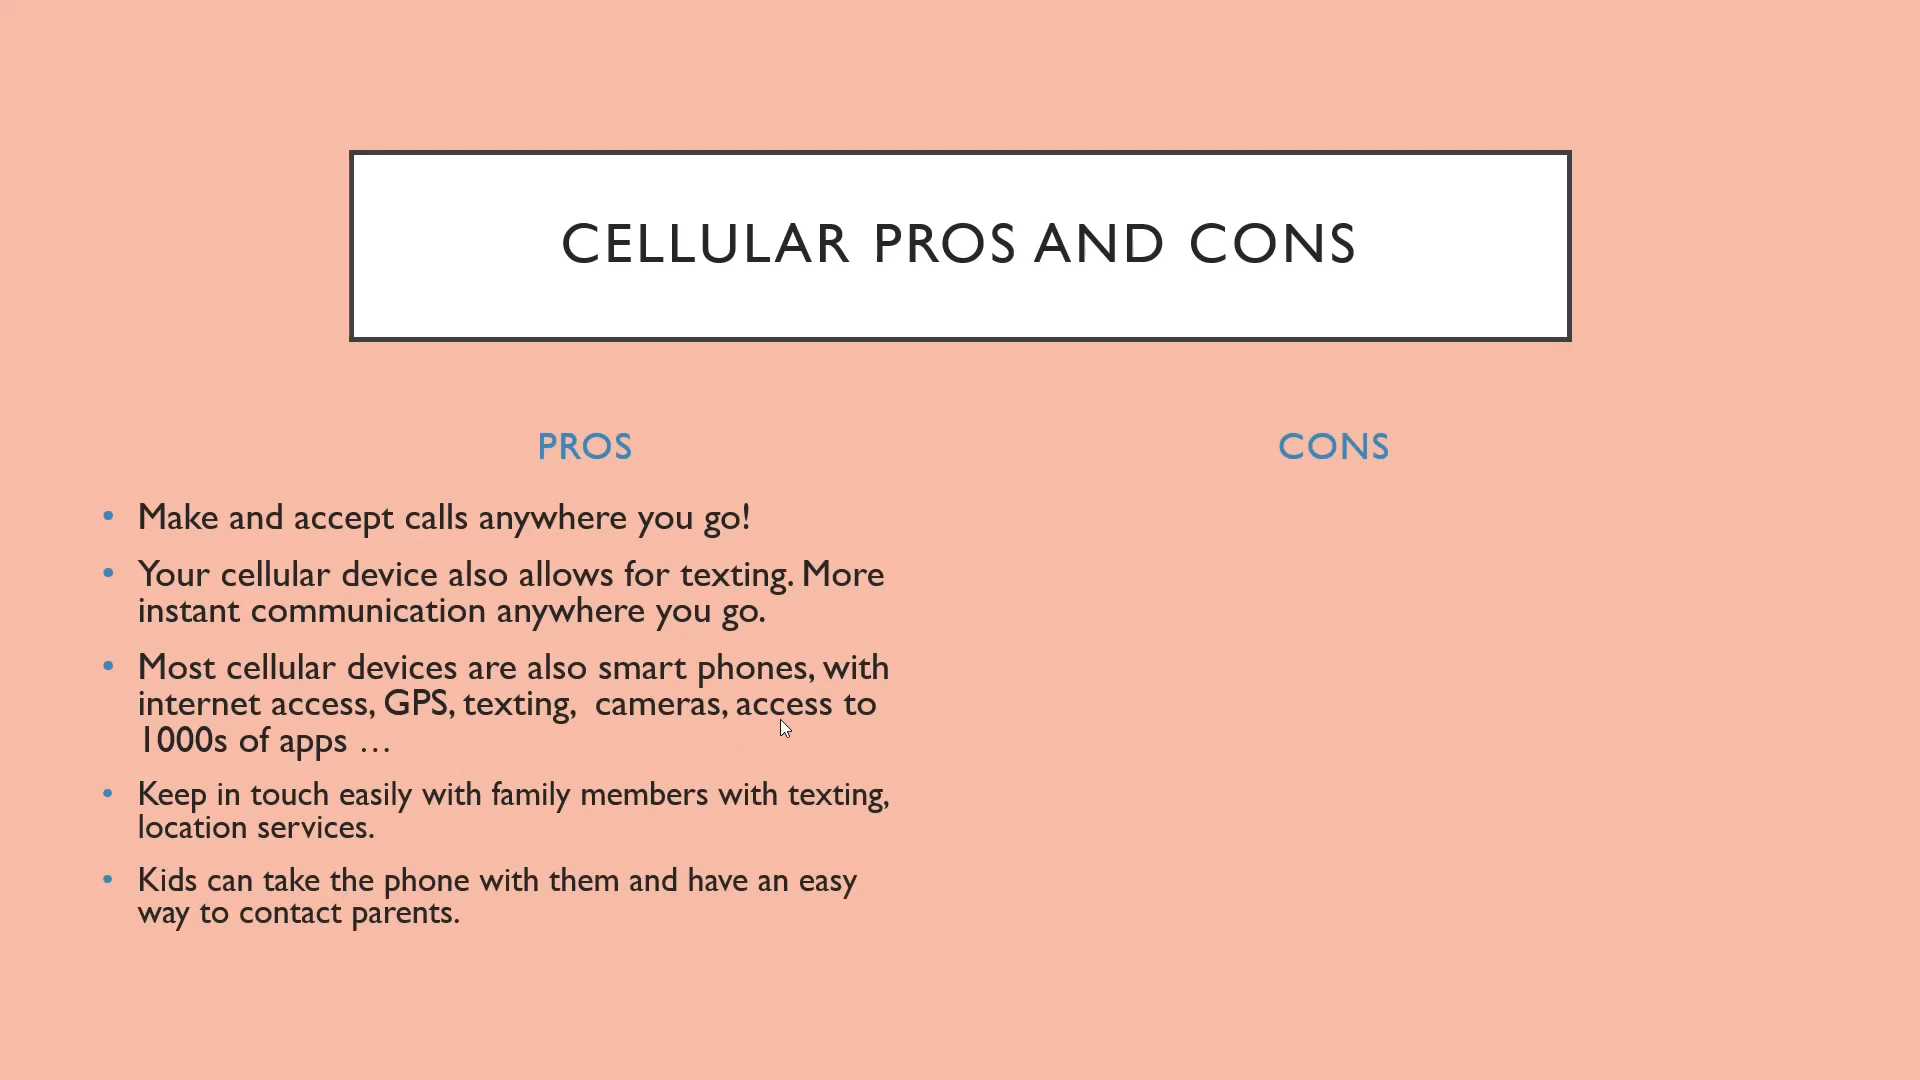 CELLULAR PROS AND CONS
PROS
• Make and accept calls anywhere you go!
• Your cellular device also allows for texting. More
instant communication anywhere you go.
• Most cellular devices are also smart phones, with
internet access, GPS, texting,  cameras, access to
1000s of apps …
• Keep in touch easily with family members with texting,
location services.
• Kids can take the phone with them and have an easy
way to contact parents.
CONS